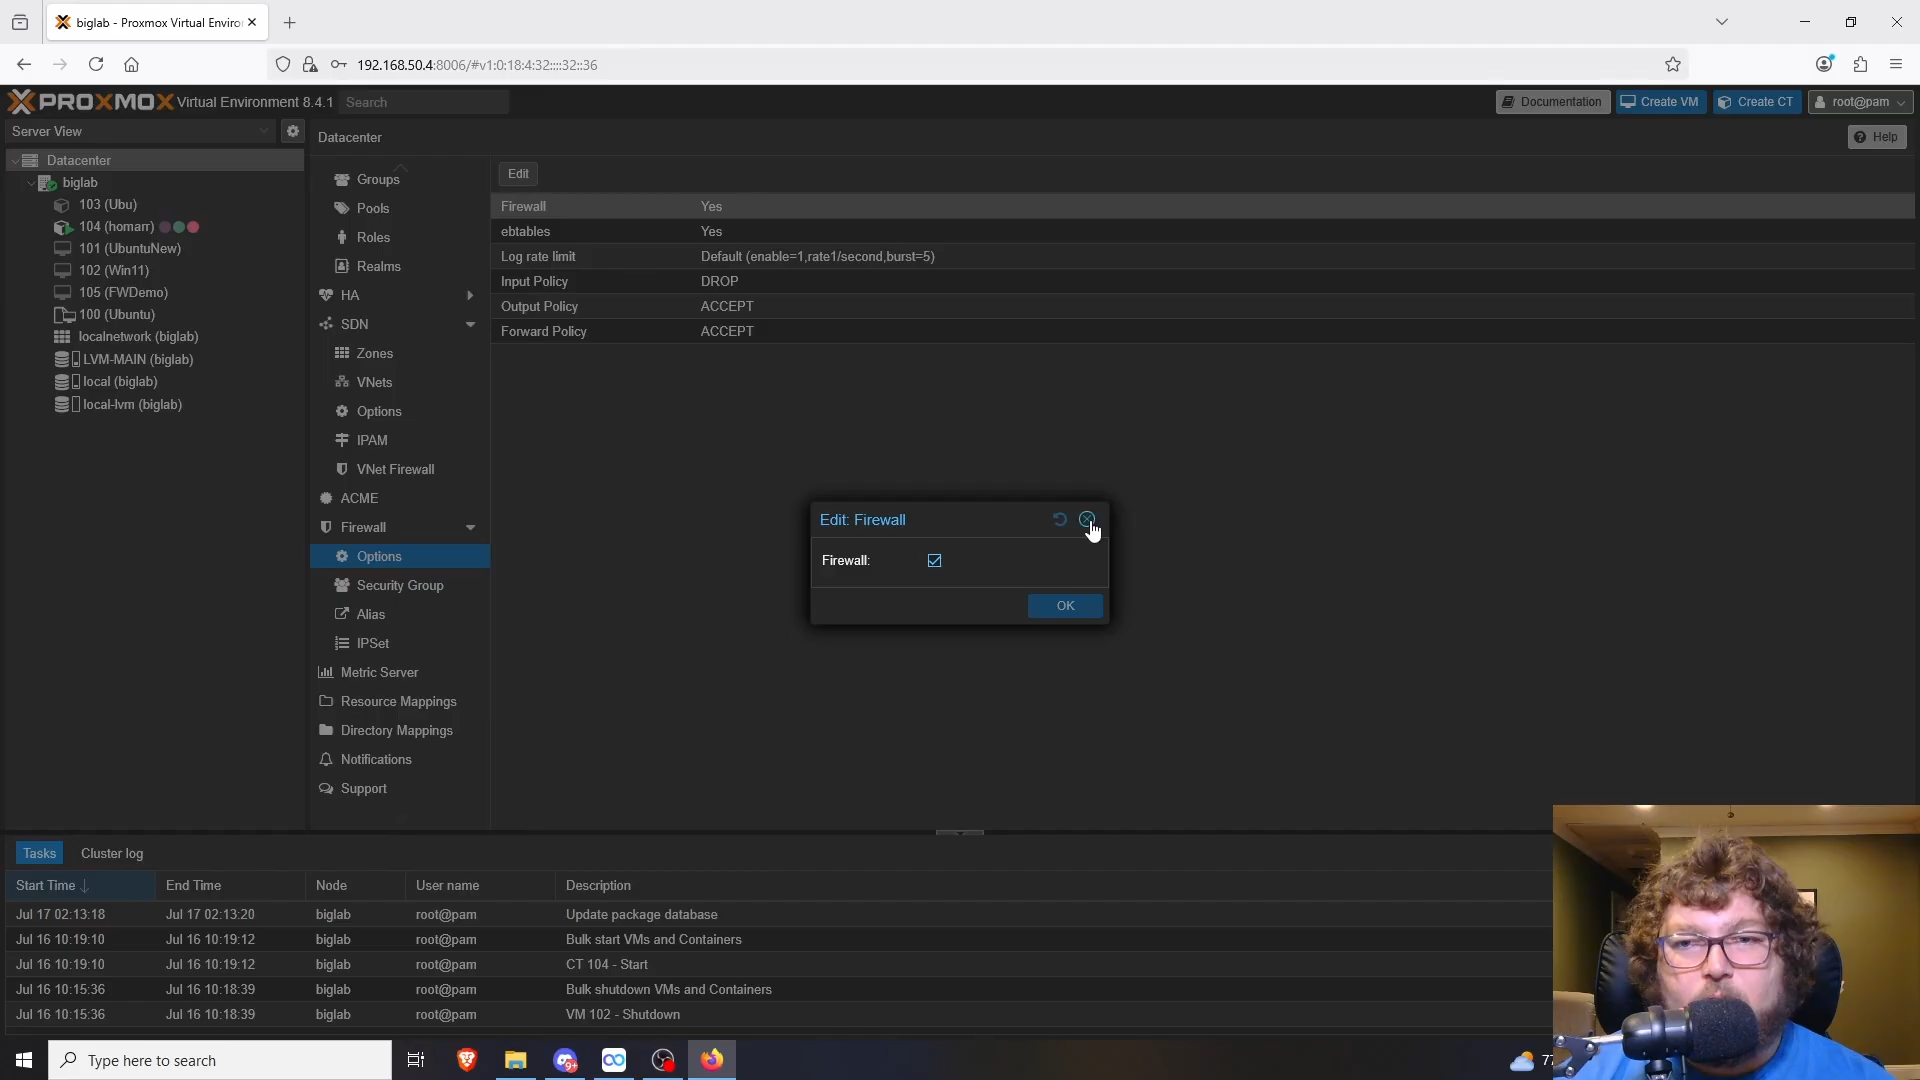 biglab - Proxmox Virtual Enviro
192.168.50.4:8006/#v1:0:18:4:32::::32::36
PROXMOX Virtual Environment 8.4.1
Search
Documentation
Create VM
Create CT
root@pam
Server View
Datacenter
Help
Datacenter
biglab
103 (Ubu)
104 (homarr)
101 (UbuntuNew)
102 (Win11)
105 (FWDemo)
100 (Ubuntu)
localnetwork (biglab)
LVM-MAIN (biglab)
local (biglab)
local-lvm (biglab)
Groups
Pools
Roles
Realms
HA
SDN
Zones
VNets
Options
IPAM
VNet Firewall
ACME
Firewall
Options
Security Group
Alias
IPSet
Metric Server
Resource Mappings
Directory Mappings
Notifications
Support
Edit
Firewall Yes
ebtables Yes
Log rate limit Default (enable=1,rate1/second,burst=5)
Input Policy DROP
Output Policy ACCEPT
Forward Policy ACCEPT
Edit: Firewall
Firewall:
OK
Tasks Cluster log
Start Time End Time Node User name Description
Jul 17 02:13:18 Jul 17 02:13:20 biglab root@pam Update package database
Jul 16 10:19:10 Jul 16 10:19:12 biglab root@pam Bulk start VMs and Containers
Jul 16 10:19:10 Jul 16 10:19:12 biglab root@pam CT 104 - Start
Jul 16 10:15:36 Jul 16 10:18:39 biglab root@pam Bulk shutdown VMs and Containers
Jul 16 10:15:36 Jul 16 10:18:39 biglab root@pam VM 102 - Shutdown
Type here to search
9+
77